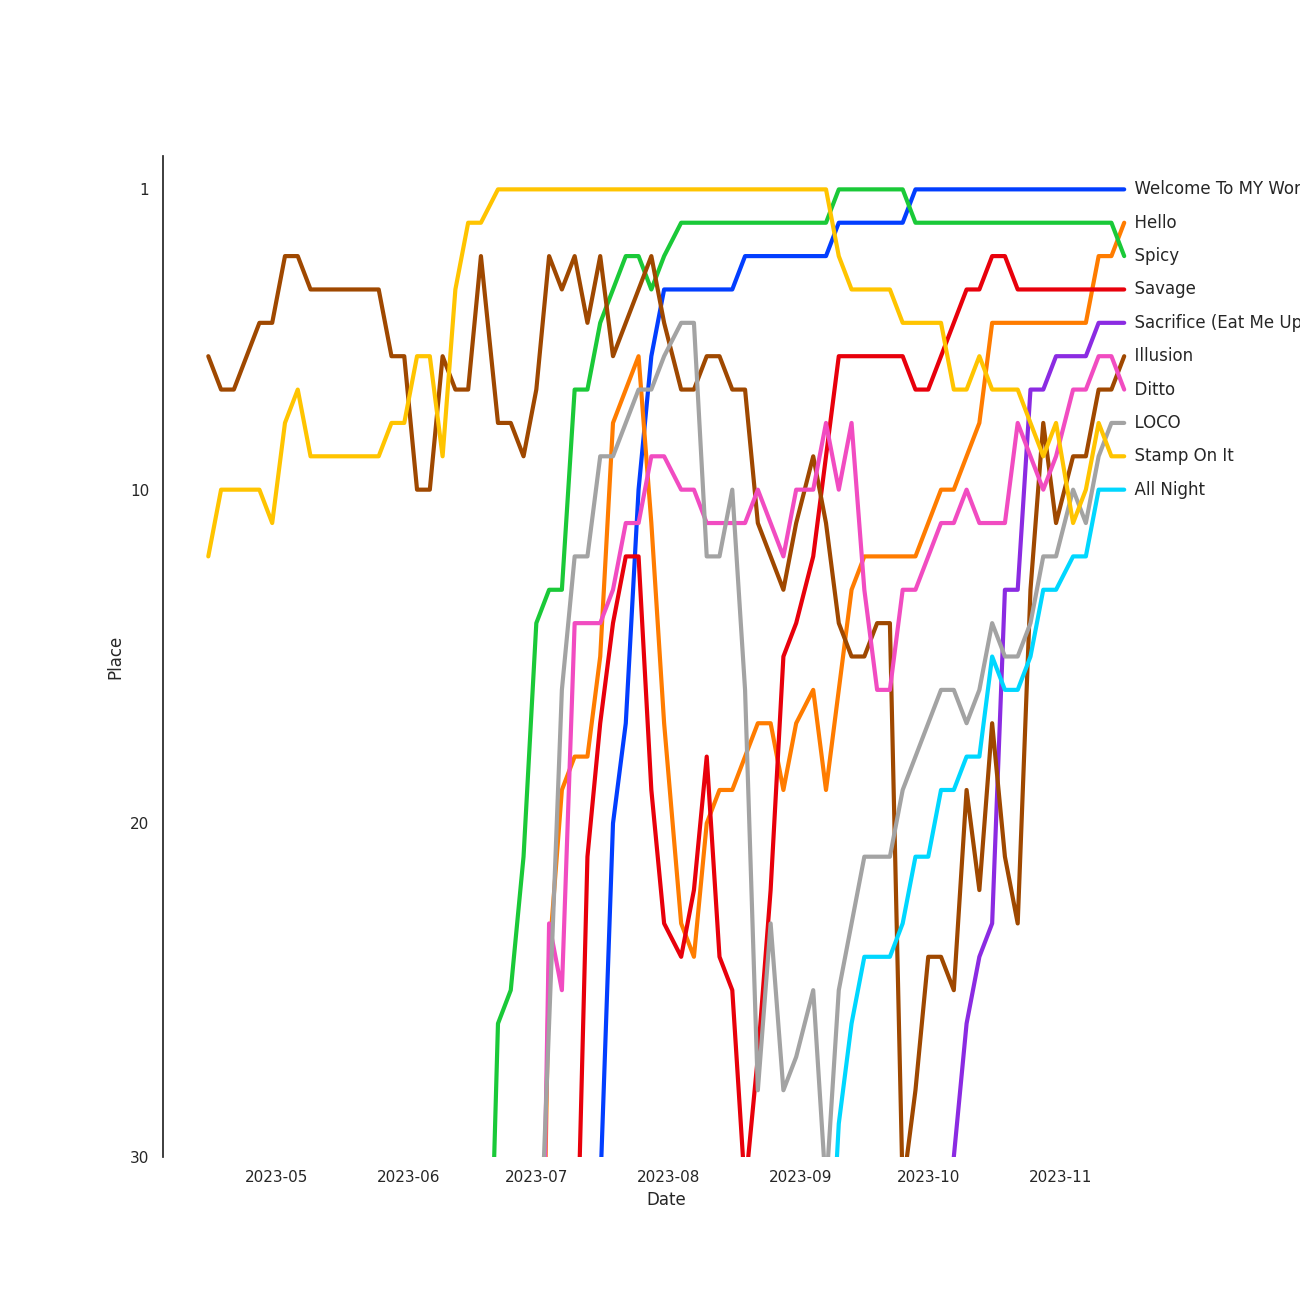 1
10
20
30
Place
Welcome To MY Wor
Hello
Spicy
Savage
Sacrifice (Eat Me Up
Illusion
Ditto
LOCO
Stamp On It
All Night
2023-05 2023-06 2023-07 2023-08 2023-09 2023-10 2023-11
Date